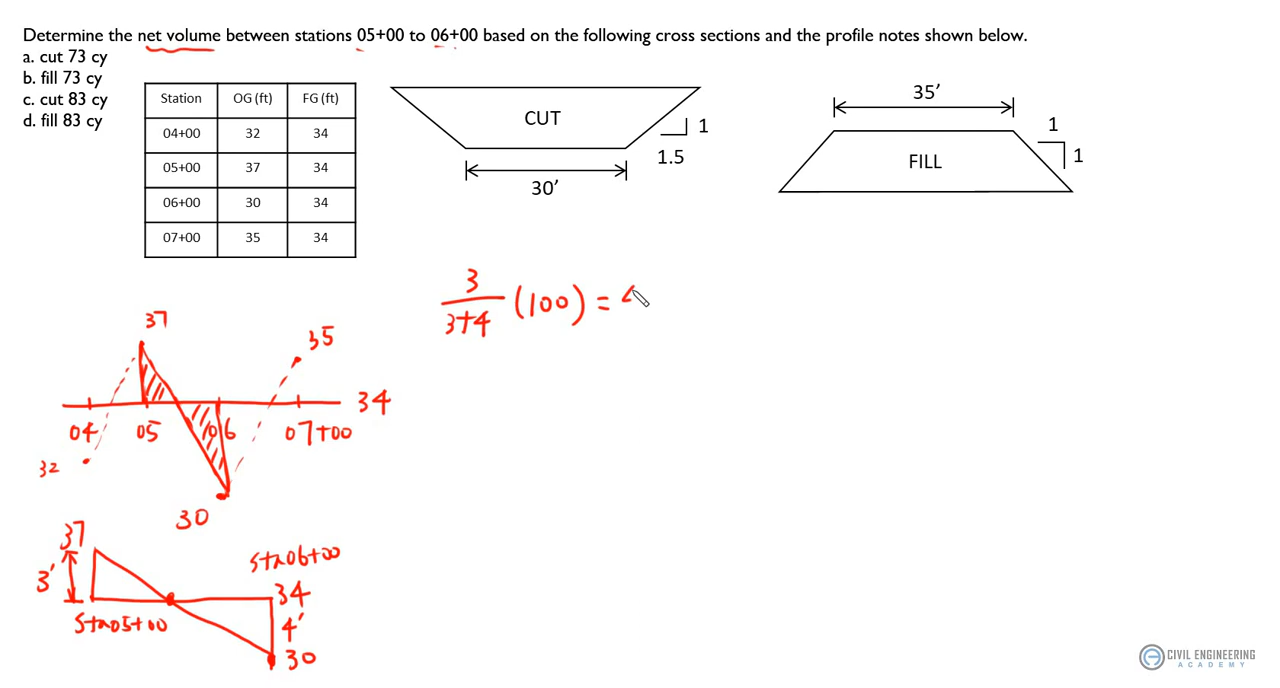 Determine the net volume between stations 05+00 to 06+00 based on the following cross sections and the profile notes shown below.
a. cut 73 cy
b. fill 73 cy
c. cut 83 cy
d. fill 83 cy
Station OG (ft) FG (ft)
04+00 32 34
05+00 37 34
06+00 30 34
07+00 35 34
CUT
1
1.5
30’
35’
1
1
FILL
3
3+4 (100) =
37
35
34
04 05 06 07+00
32
30
37
3'
Sta05+00
Sta06+00
34
4'
30
CIVIL ENGINEERING
ACADEMY